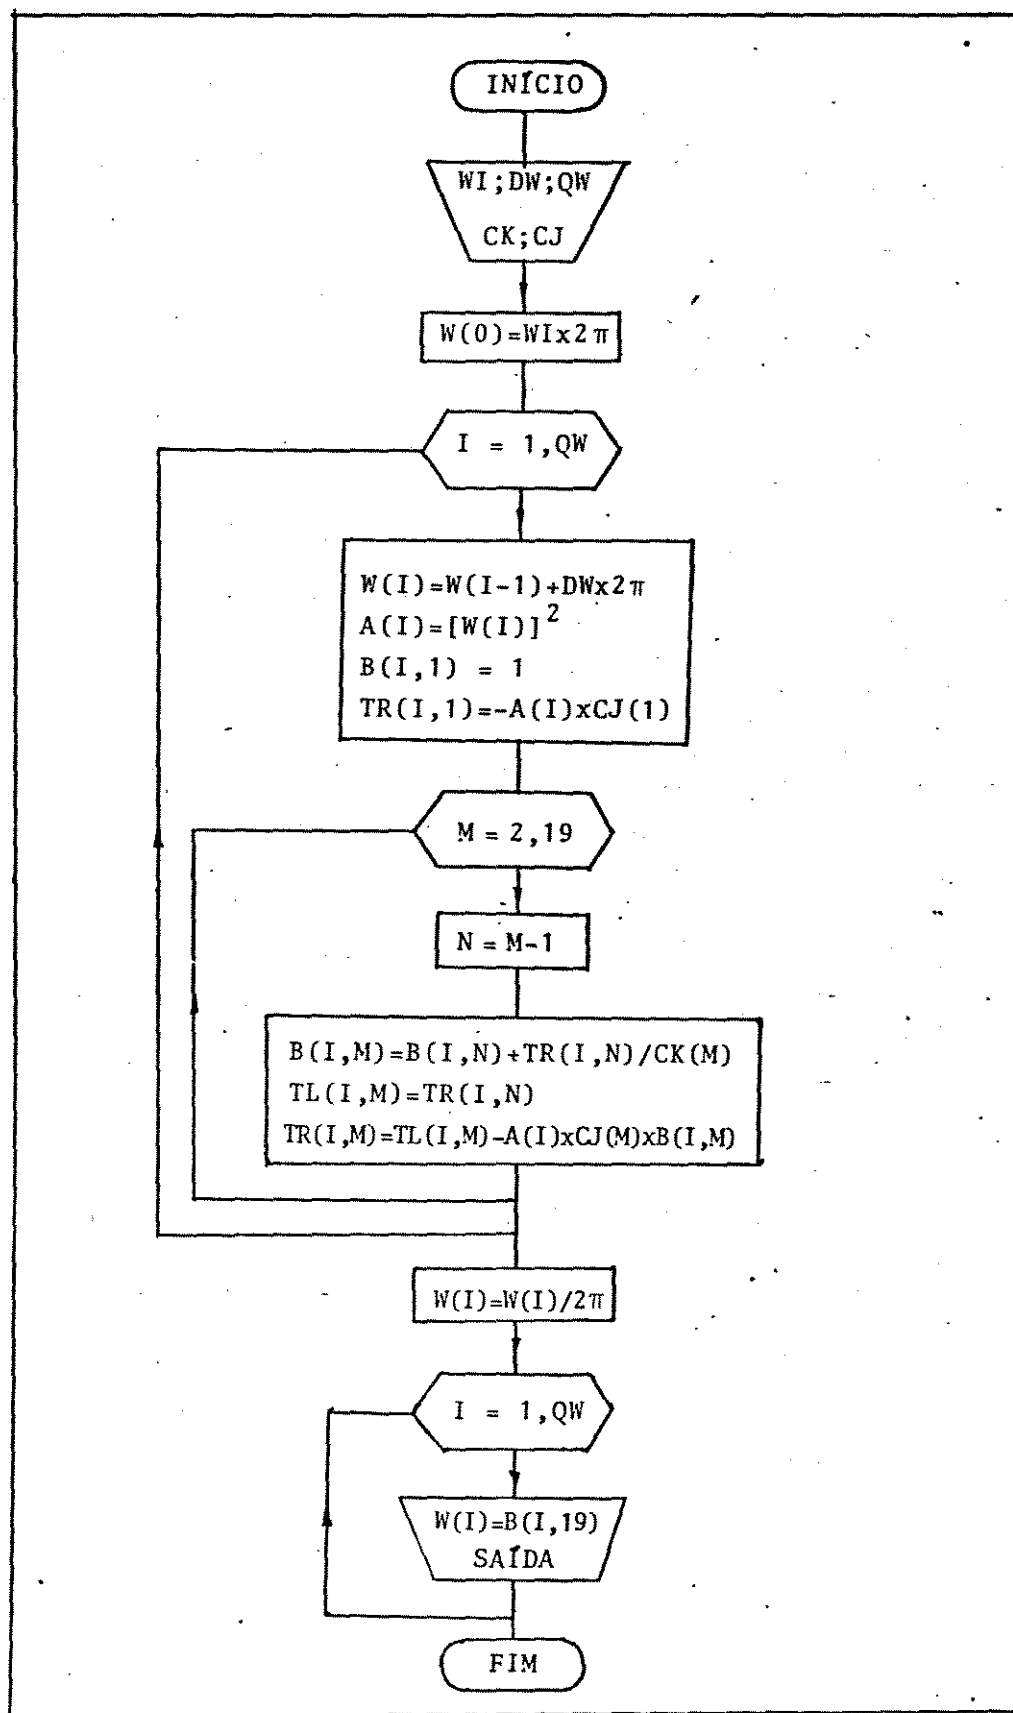 INÍCIO
WI;DW;QW
CK;CJ
W(0)=WIx2π
I = 1,QW
W(I)=W(I-1)+DWx2π
A(I)=[W(I)]²
B(I,1) = 1
TR(I,1)=-A(I)xCJ(1)
M = 2,19
N = M-1
B(I,M)=B(I,N)+TR(I,N)/CK(M)
TL(I,M)=TR(I,N)
TR(I,M)=TL(I,M)-A(I)xCJ(M)xB(I,M)
W(I)=W(I)/2π
I = 1,QW
W(I)=B(I,19)
SAÍDA
FIM